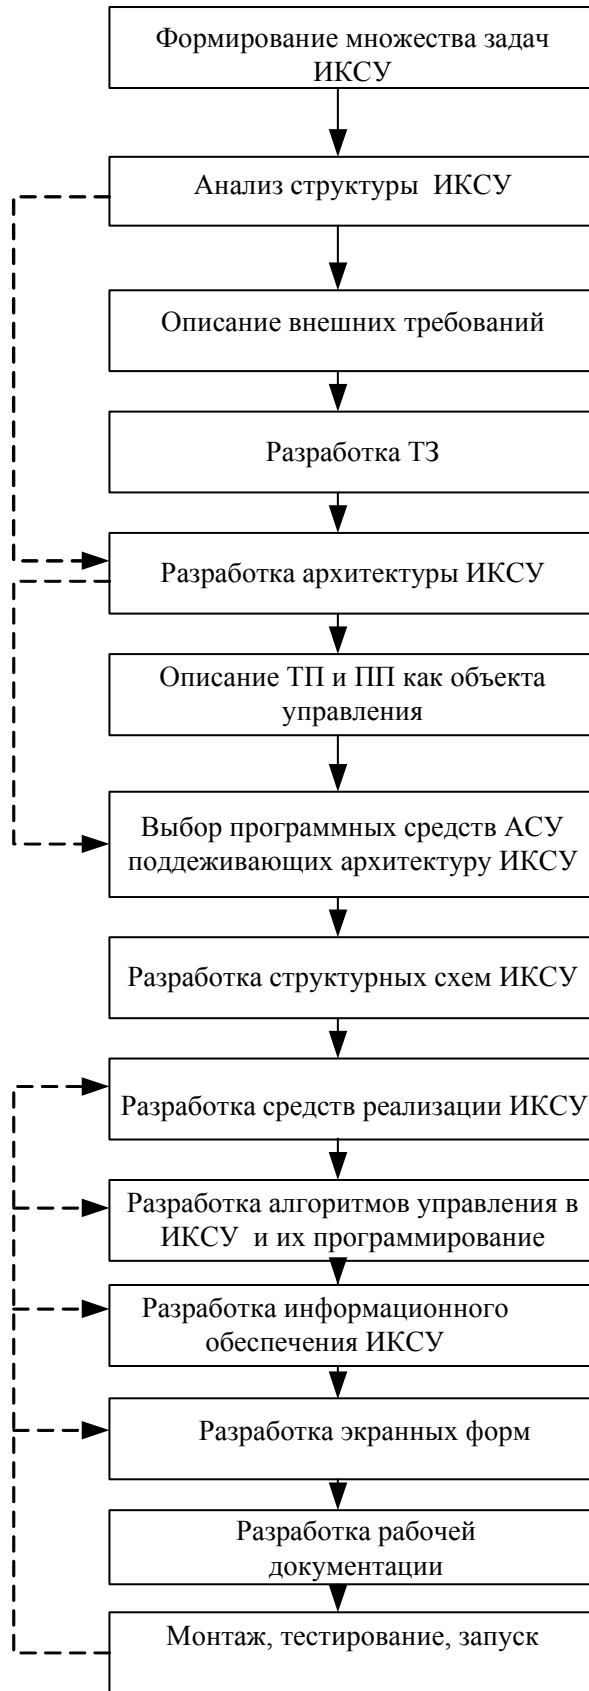 Формирование множества задач
ИКСУ
Анализ структуры ИКСУ
Описание внешних требований
Разработка ТЗ
Разработка архитектуры ИКСУ
Описание ТП и ПП как объекта
управления
Выбор программных средств АСУ
поддеживающих архитектуру ИКСУ
Разработка структурных схем ИКСУ
Разработка средств реализации ИКСУ
Разработка алгоритмов управления в
ИКСУ и их программирование
Разработка информационного
обеспечения ИКСУ
Разработка экранных форм
Разработка рабочей
документации
Монтаж, тестирование, запуск